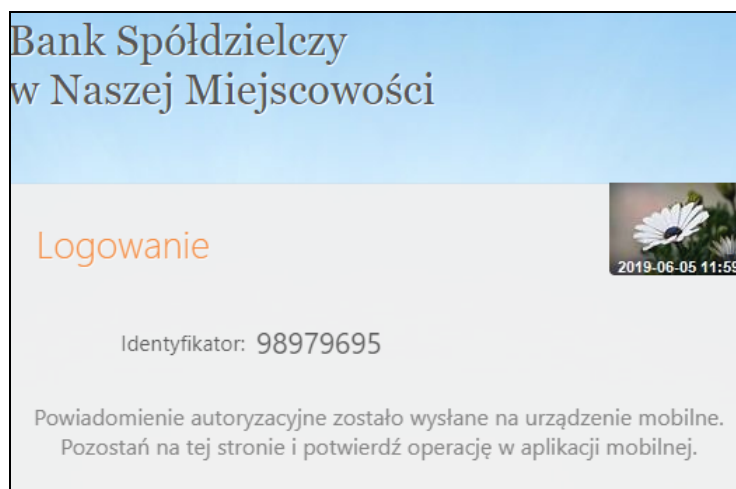 Bank Spółdzielczy
w Naszej Miejscowości
Logowanie
2019-06-05 11:59
Identyfikator: 98979695
Powiadomienie autoryzacyjne zostało wysłane na urządzenie mobilne.
Pozostań na tej stronie i potwierdź operację w aplikacji mobilnej.